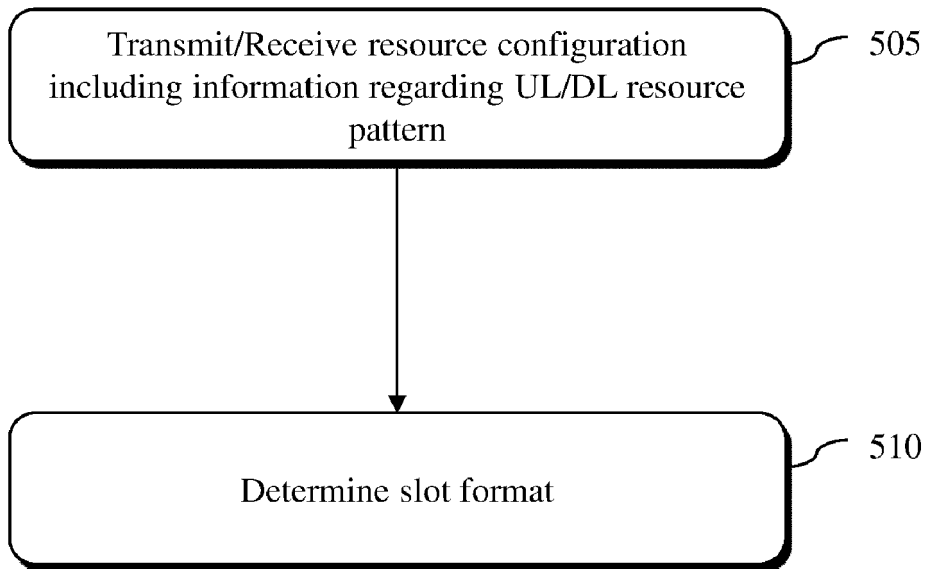 Transmit/Receive resource configuration
including information regarding UL/DL resource
pattern
505
Determine slot format
510